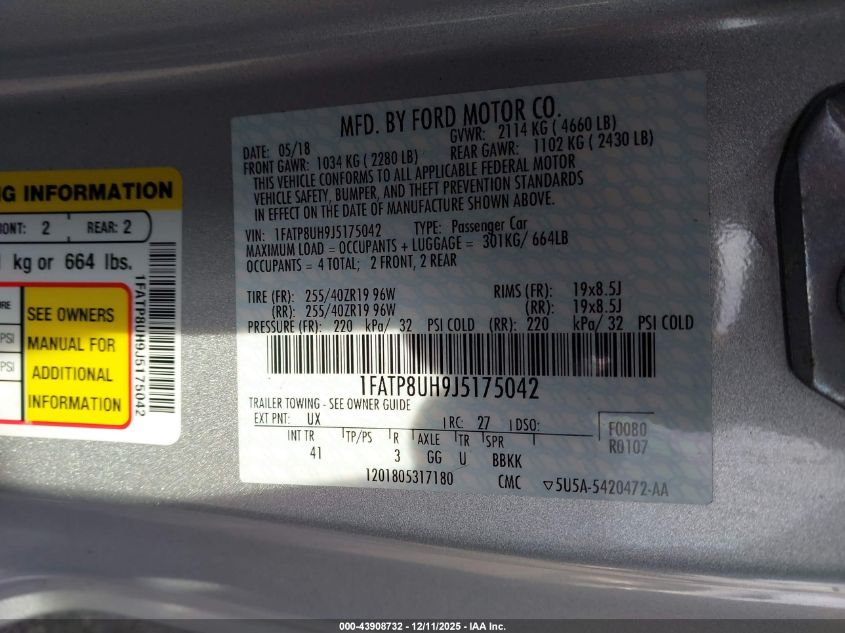 NG INFORMATION
ONT: 2 REAR: 2
kg or 664 lbs.
SEE OWNERS
MANUAL FOR
ADDITIONAL
INFORMATION
PSI
PSI
1FATP8UH9J5175042
MFD. BY FORD MOTOR CO.
DATE: 05/18 GVWR: 2114 KG ( 4660 LB)
FRONT GAWR: 1034 KG ( 2280 LB) REAR GAWR: 1102 KG ( 2430 LB)
THIS VEHICLE CONFORMS TO ALL APPLICABLE FEDERAL MOTOR
VEHICLE SAFETY, BUMPER, AND THEFT PREVENTION STANDARDS
IN EFFECT ON THE DATE OF MANUFACTURE SHOWN ABOVE.
VIN: 1FATP8UH9J5175042 TYPE: Passenger Car
MAXIMUM LOAD = OCCUPANTS + LUGGAGE = 301KG/ 664LB
OCCUPANTS = 4 TOTAL; 2 FRONT, 2 REAR
TIRE (FR): 255/40ZR19 96W RIMS (FR): 19x8.5J
(RR): 255/40ZR19 96W (RR): 19x8.5J
PRESSURE (FR): 220 kPa/ 32 PSI COLD (RR): 220 kPa/ 32 PSI COLD
1FATP8UH9J5175042
TRAILER TOWING - SEE OWNER GUIDE
EXT PNT: UX RC: 27 DSO:
INT TR TP/PS R AXLE TR SPR
41 3 GG U BBKK
F0080
R0107
1201805317180 CMC ▽5U5A-5420472-AA
000-43908732 - 12/11/2025 - IAA Inc.